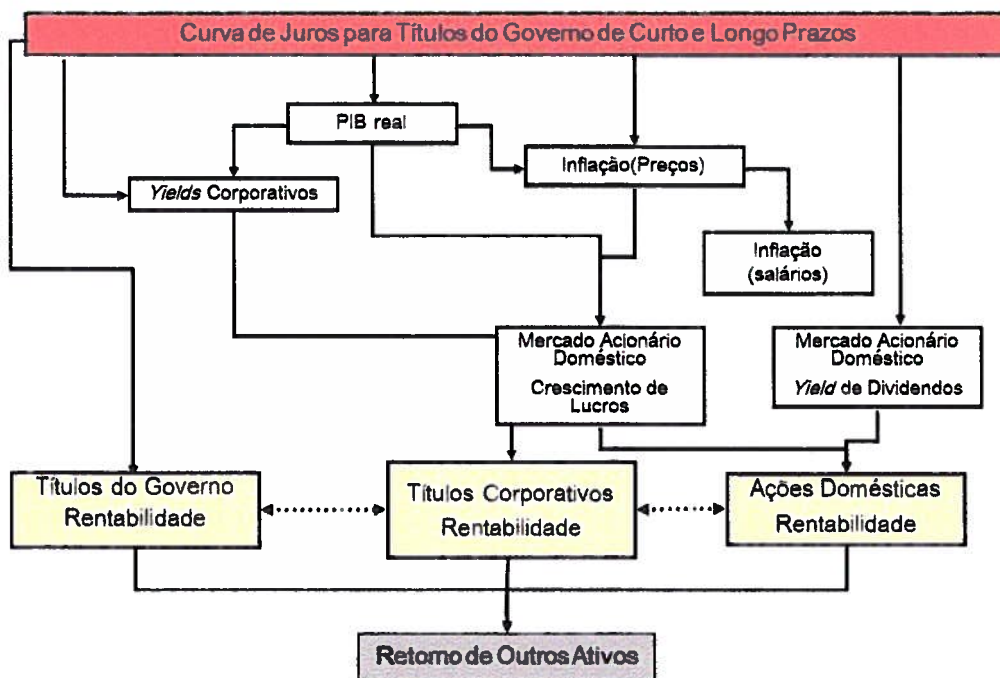 Curva de Juros para Títulos do Governo de Curto e Longo Prazos
PIB real
Inflação(Preços)
Yields Corporativos
Inflação
(salários)
Mercado Acionário
Doméstico
Crescimento de
Lucros
Mercado Acionário
Doméstico
Yield de Dividendos
Títulos do Governo
Rentabilidade
Títulos Corporativos
Rentabilidade
Ações Domésticas
Rentabilidade
Retorno de Outros Ativos